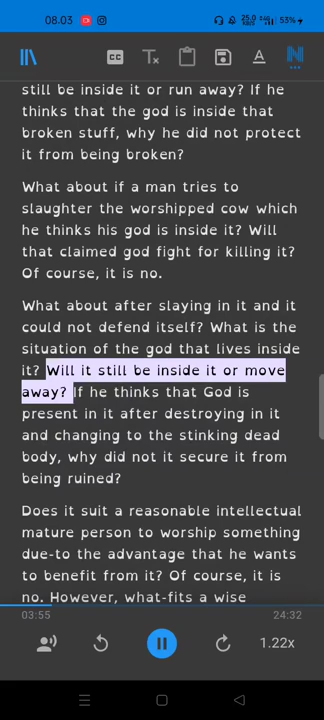 08.03
25.0
KB/S
53%
CC
still be inside it or run away? If he
thinks that the god is inside that
broken stuff, why he did not protect
it from being broken?
What about if a man tries to
slaughter the worshipped cow which
he thinks his god is inside it? Will
that claimed god fight for killing it?
Of course, it is no.
What about after slaying in it and it
could not defend itself? What is the
situation of the god that lives inside
it? Will it still be inside it or move
away? If he thinks that God is
present in it after destroying in it
and changing to the stinking dead
body, why did not it secure it from
being ruined?
Does it suit a reasonable intellectual
mature person to worship something
due-to the advantage that he wants
to benefit from it? Of course, it is
no. However, what-fits a wise
03:55
24:32
1.22x